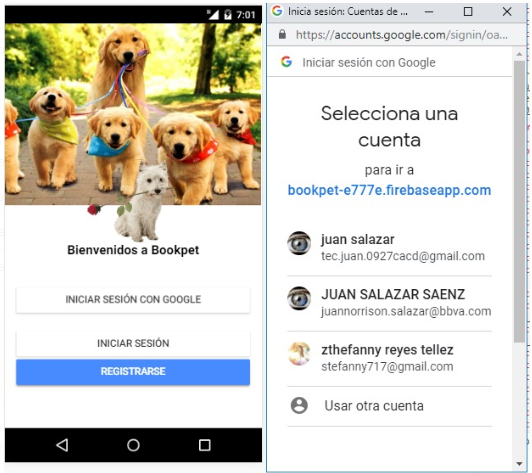 7:01
Bienvenidos a Bookpet
INICIAR SESIÓN CON GOOGLE
INICIAR SESIÓN
REGISTRARSE
Inicia sesión: Cuentas de ...
https://accounts.google.com/signin/oa...
Iniciar sesión con Google
Selecciona una
cuenta
para ir a
bookpet-e777e.firebaseapp.com
juan salazar
tec.juan.0927cacd@gmail.com
JUAN SALAZAR SAENZ
juannorrison.salazar@bbva.com
zthefanny reyes tellez
stefanny717@gmail.com
Usar otra cuenta